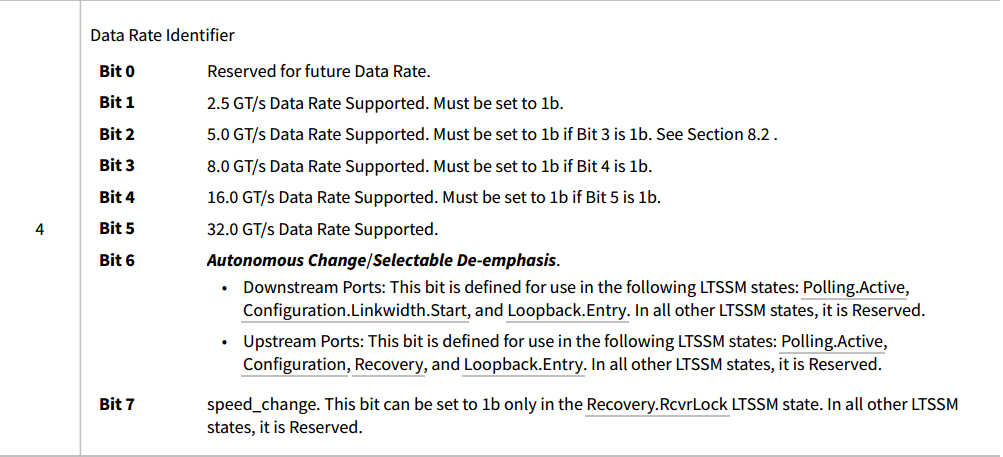 Data Rate Identifier
Bit 0 Reserved for future Data Rate.
Bit 1 2.5 GT/s Data Rate Supported. Must be set to 1b.
Bit 2 5.0 GT/s Data Rate Supported. Must be set to 1b if Bit 3 is 1b. See Section 8.2 .
Bit 3 8.0 GT/s Data Rate Supported. Must be set to 1b if Bit 4 is 1b.
Bit 4 16.0 GT/s Data Rate Supported. Must be set to 1b if Bit 5 is 1b.
4 Bit 5 32.0 GT/s Data Rate Supported.
Bit 6 Autonomous Change/Selectable De-emphasis.
• Downstream Ports: This bit is defined for use in the following LTSSM states: Polling.Active,
Configuration.Linkwidth.Start, and Loopback.Entry. In all other LTSSM states, it is Reserved.
• Upstream Ports: This bit is defined for use in the following LTSSM states: Polling.Active,
Configuration, Recovery, and Loopback.Entry. In all other LTSSM states, it is Reserved.
Bit 7 speed_change. This bit can be set to 1b only in the Recovery.RcvrLock LTSSM state. In all other LTSSM
states, it is Reserved.